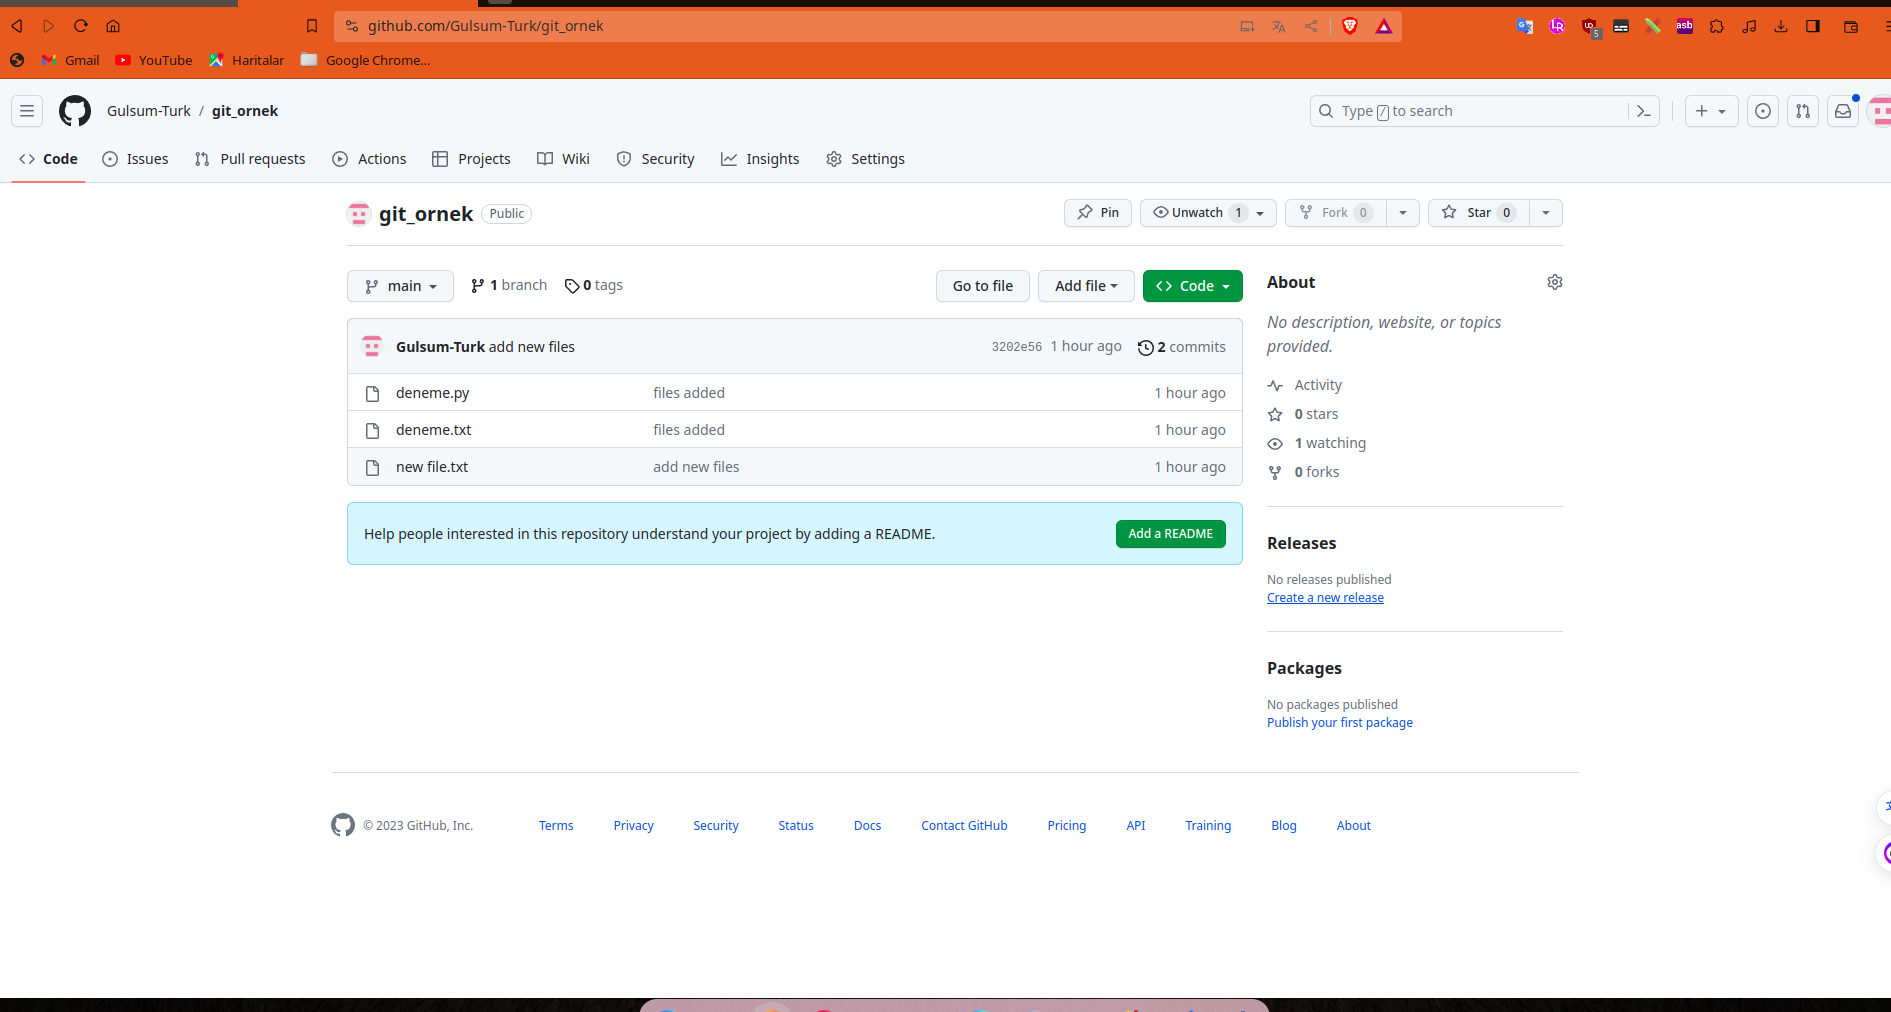 github.com/Gulsum-Turk/git_ornek
5
asb
Gmail YouTube Haritalar Google Chrome...
Gulsum-Turk / git_ornek
Type / to search
Code Issues Pull requests Actions Projects Wiki Security Insights Settings
git_ornek Public
Pin Unwatch 1 Fork 0 Star 0
main 1 branch 0 tags Go to file Add file Code
Gulsum-Turk add new files 3202e56 1 hour ago 2 commits
deneme.py files added 1 hour ago
deneme.txt files added 1 hour ago
new file.txt add new files 1 hour ago
Help people interested in this repository understand your project by adding a README. Add a README
About
No description, website, or topics
provided.
Activity
0 stars
1 watching
0 forks
Releases
No releases published
Create a new release
Packages
No packages published
Publish your first package
© 2023 GitHub, Inc. Terms Privacy Security Status Docs Contact GitHub Pricing API Training Blog About